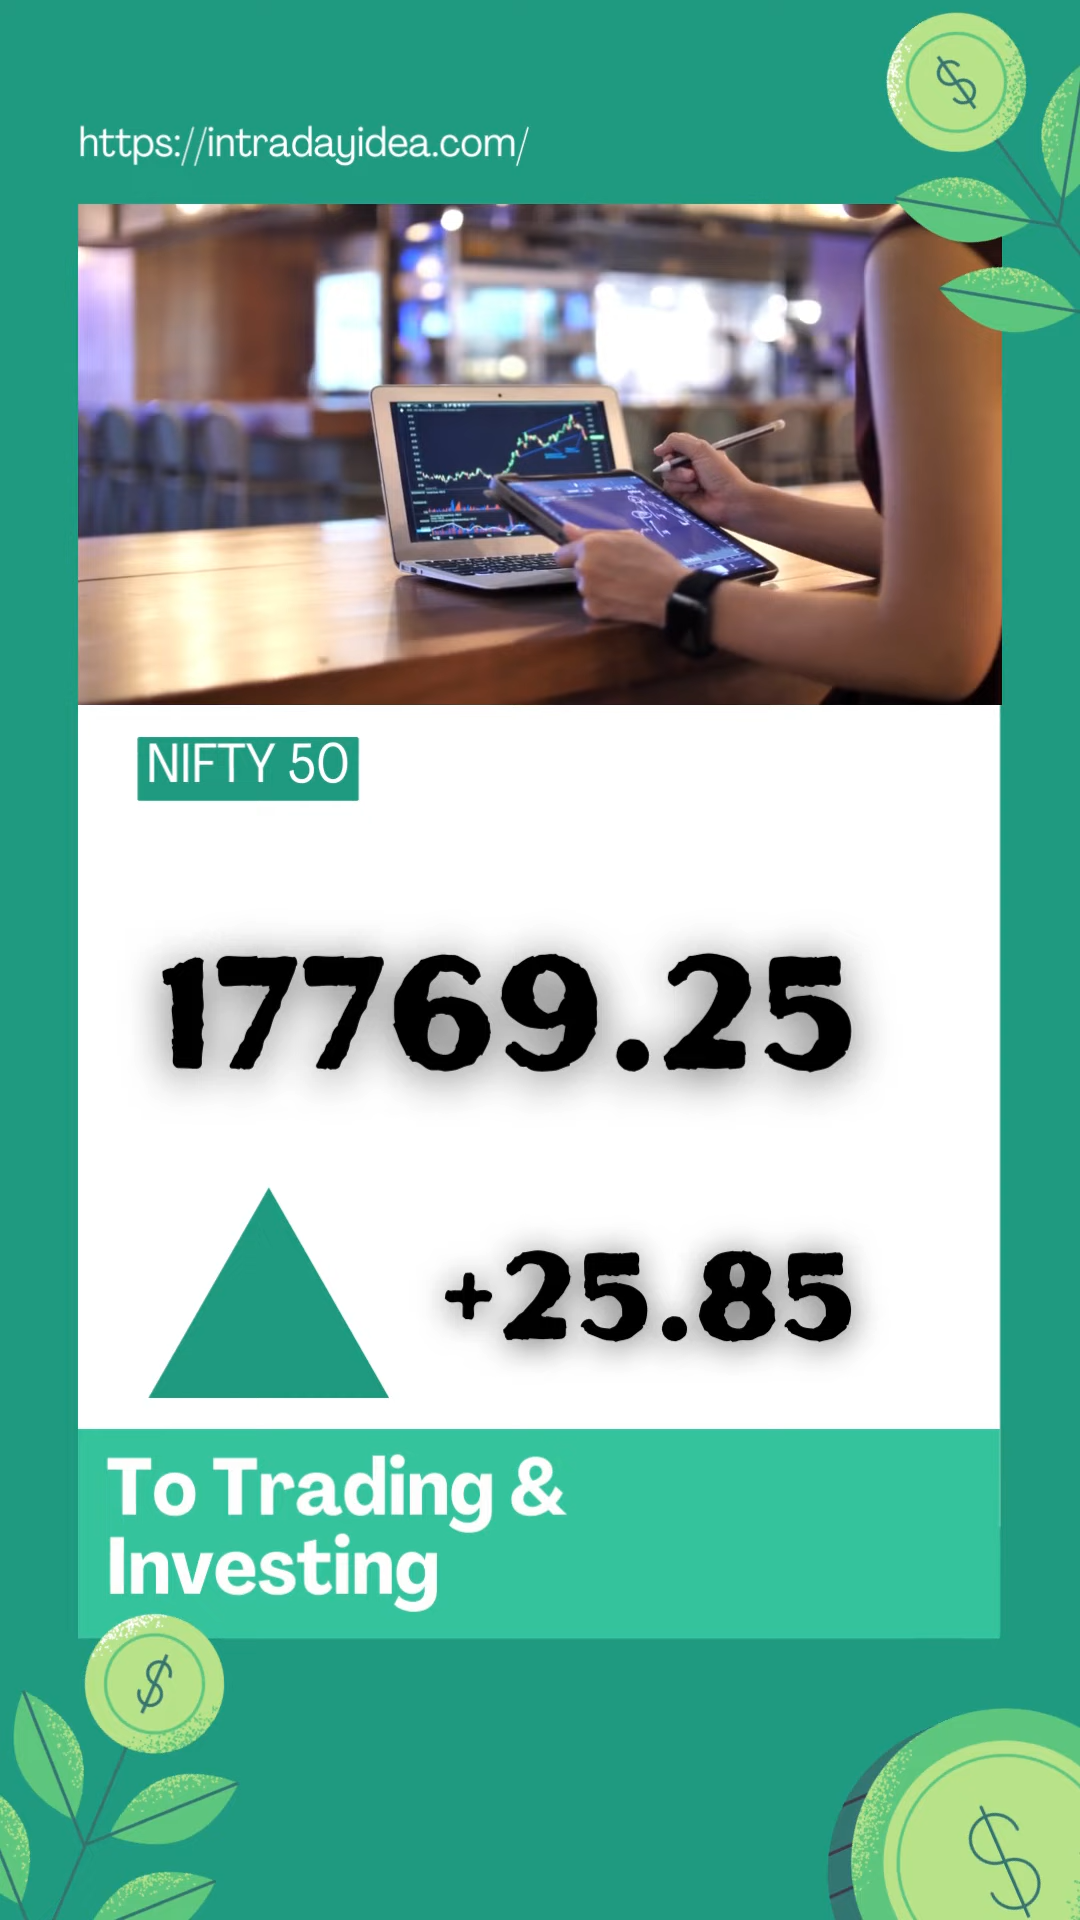 https://intradayidea.com/
NIFTY 50
17769.25
+25.85
To Trading &
Investing